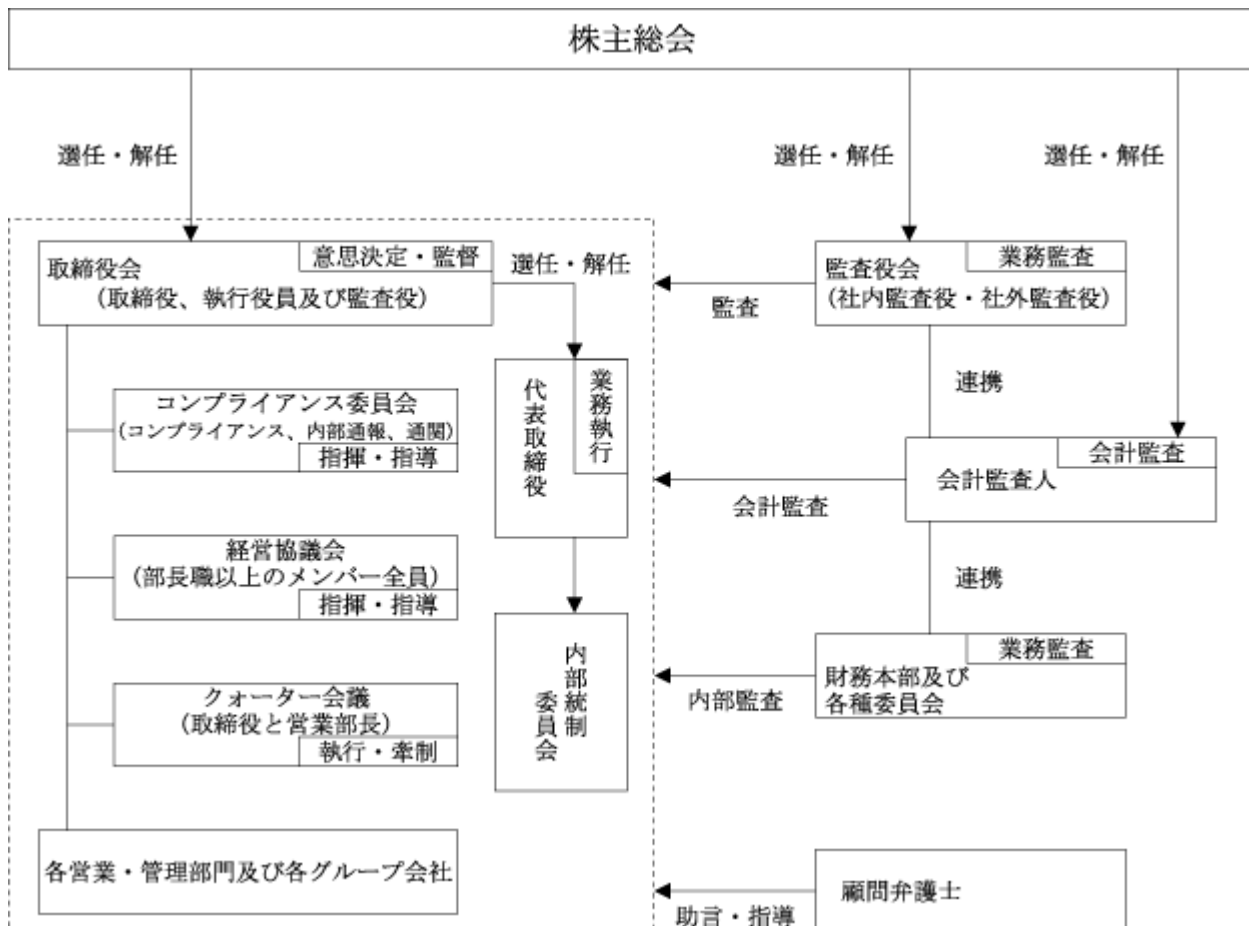 株主総会
選任・解任
選任・解任
選任・解任
取締役会
意思決定・監督
(取締役、執行役員及び監査役)
選任・解任
監査
監査役会
業務監査
(社内監査役・社外監査役)
代表取締役
業務執行
連携
コンプライアンス委員会
(コンプライアンス、内部通報、通関)
指揮・指導
会計監査
会計監査人
会計監査
経営協議会
(部長職以上のメンバー全員)
指揮・指導
連携
内部統制
委員会
内部監査
業務監査
財務本部及び
各種委員会
クォーター会議
(取締役と営業部長)
執行・牽制
各営業・管理部門及び各グループ会社
助言・指導
顧問弁護士